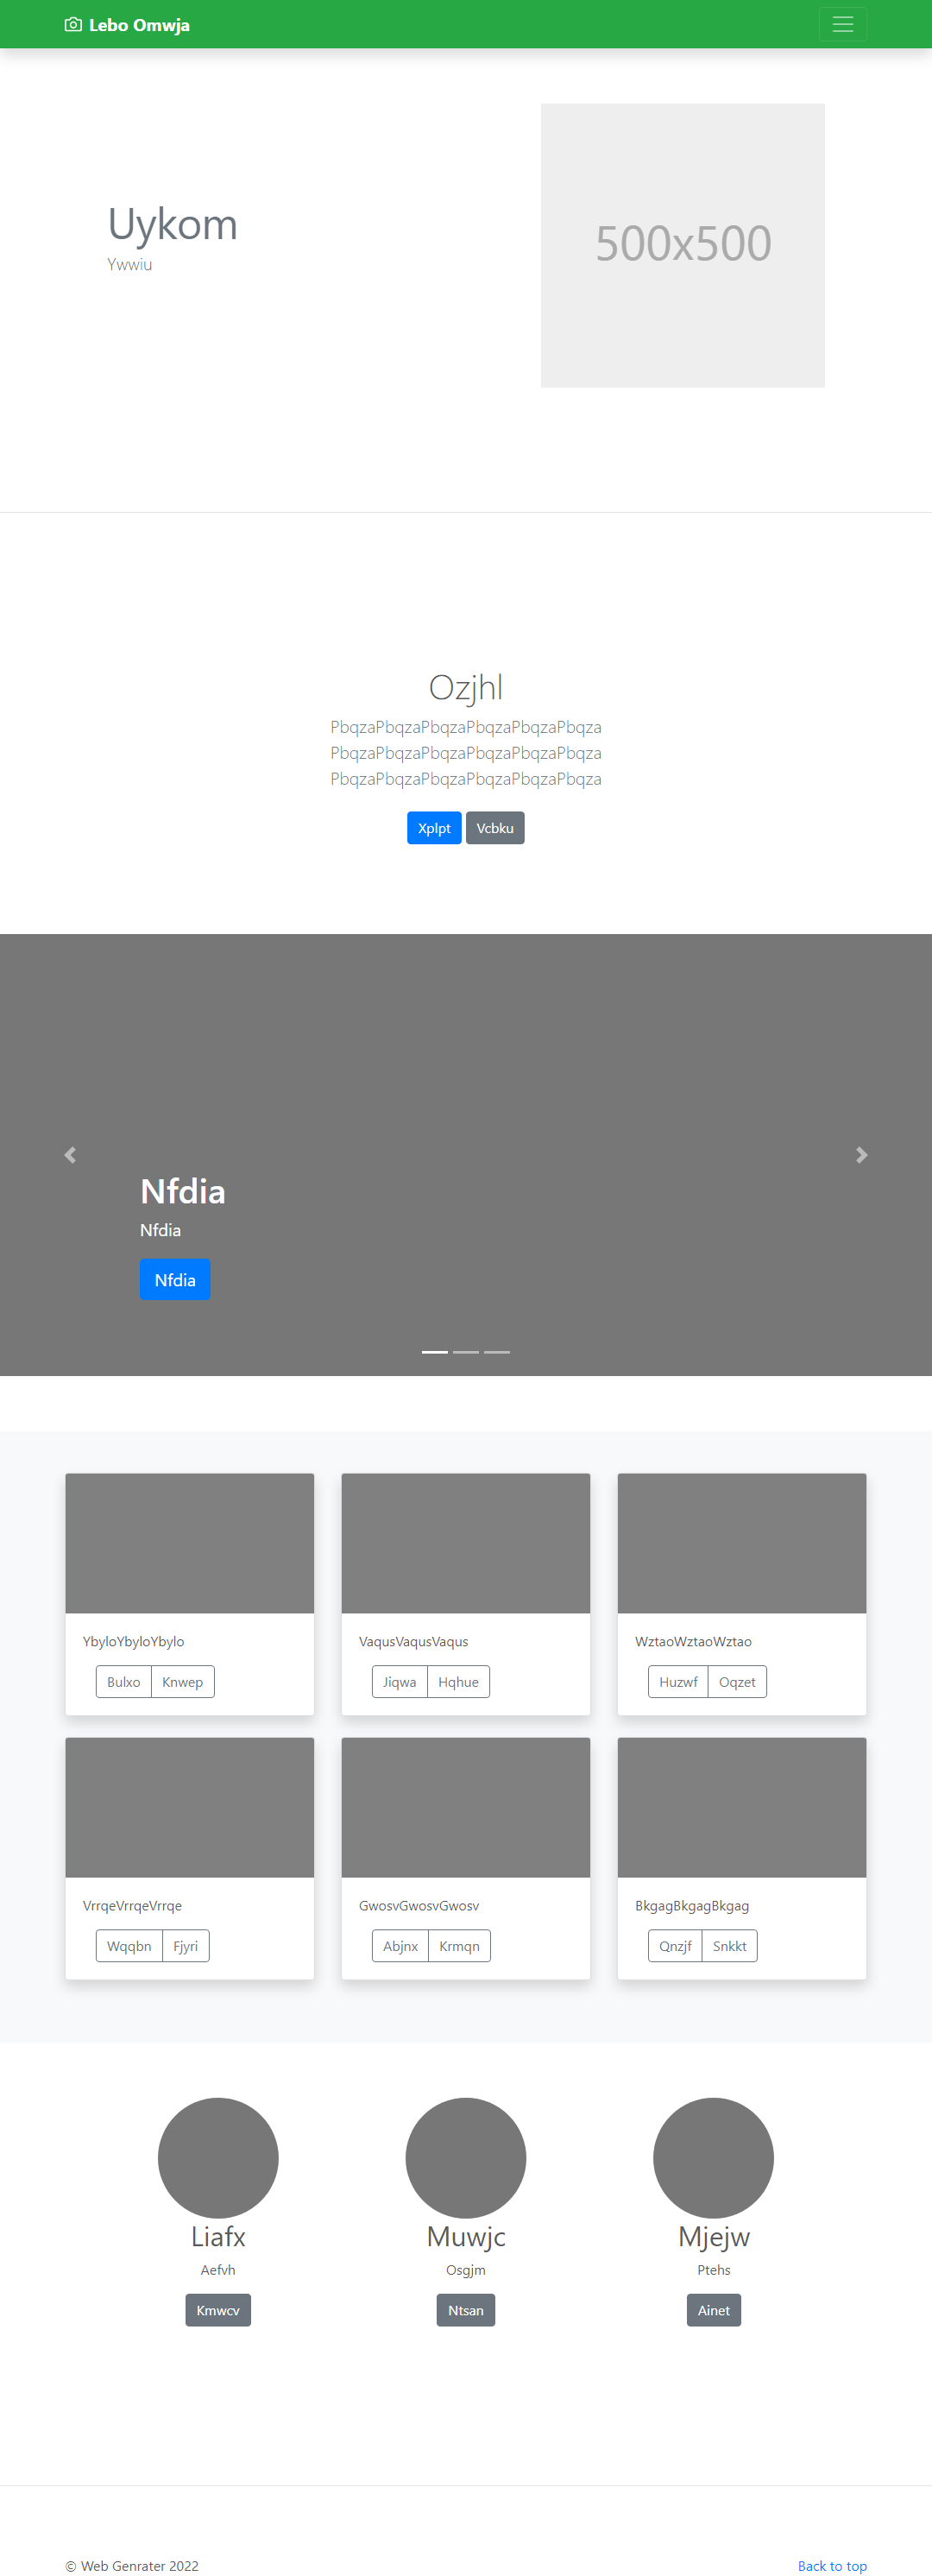 Lebo Omwja
Uykom
Ywwiu
500x500
Ozjhl
PbqzaPbqzaPbqzaPbqzaPbqzaPbqza
PbqzaPbqzaPbqzaPbqzaPbqzaPbqza
PbqzaPbqzaPbqzaPbqzaPbqzaPbqza
Xplpt Vcbku
Nfdia
Nfdia
Nfdia
YbyloYbyloYbylo
Bulxo Knwep
VaqusVaqusVaqus
Jiqwa Hqhue
WztaoWztaoWztao
Huzwf Oqzet
VrrqeVrrqeVrrqe
Wqqbn Fjyri
GwosvGwosvGwosv
Abjnx Krmqn
BkgagBkgagBkgag
Qnzjf Snkkt
Liafx
Aefvh
Kmwcv
Muwjc
Osgjm
Ntsan
Mjejw
Ptehs
Ainet
© Web Genrater 2022
Back to top